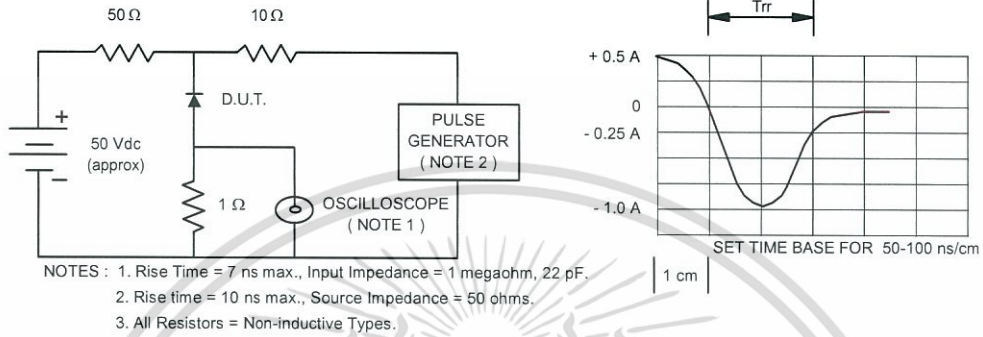 50 Ω
10 Ω
+
50 Vdc
(approx)
−
D.U.T.
1 Ω
OSCILLOSCOPE
( NOTE 1 )
PULSE
GENERATOR
( NOTE 2 )
Trr
+ 0.5 A
0
- 0.25 A
- 1.0 A
SET TIME BASE FOR 50-100 ns/cm
1 cm
NOTES : 1. Rise Time = 7 ns max., Input Impedance = 1 megaohm, 22 pF.
2. Rise time = 10 ns max., Source Impedance = 50 ohms.
3. All Resistors = Non-inductive Types.